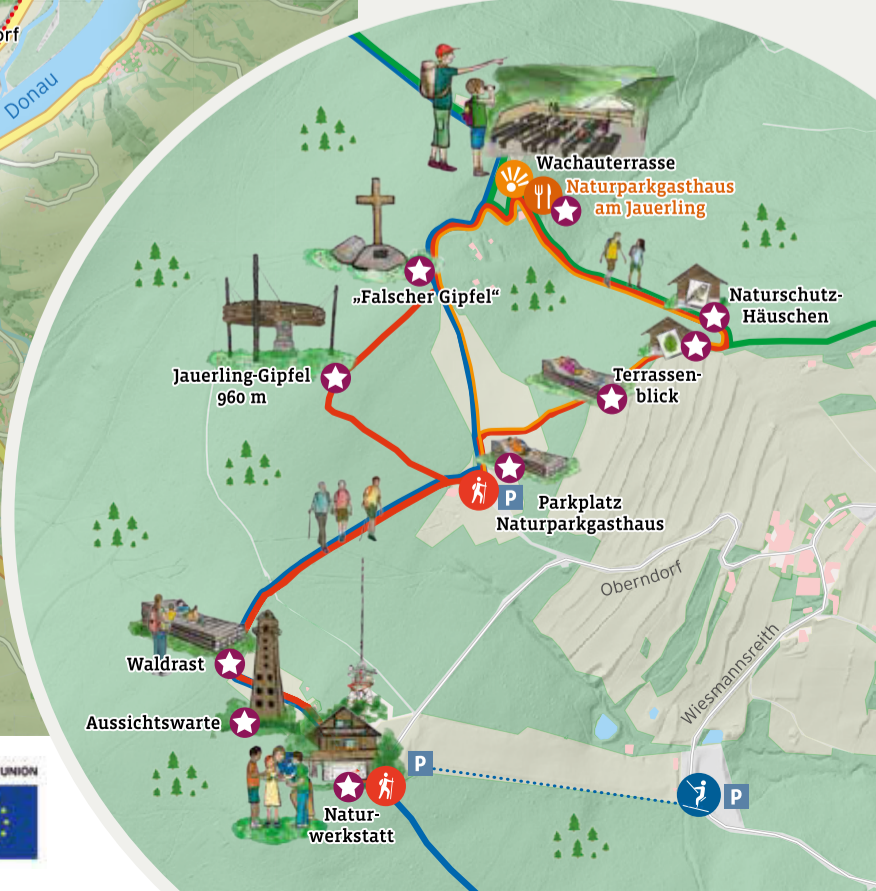 orf
Donau
Wachauterrasse
Naturparkgasthaus
am Jauerling
„Falscher Gipfel“
Naturschutz-
Häuschen
Jauerling-Gipfel
960 m
Terrassen-
blick
P
Parkplatz
Naturparkgasthaus
Oberndorf
Wiesmannsreith
Waldrast
Aussichtswarte
P
P
Natur-
werkstatt
UNION